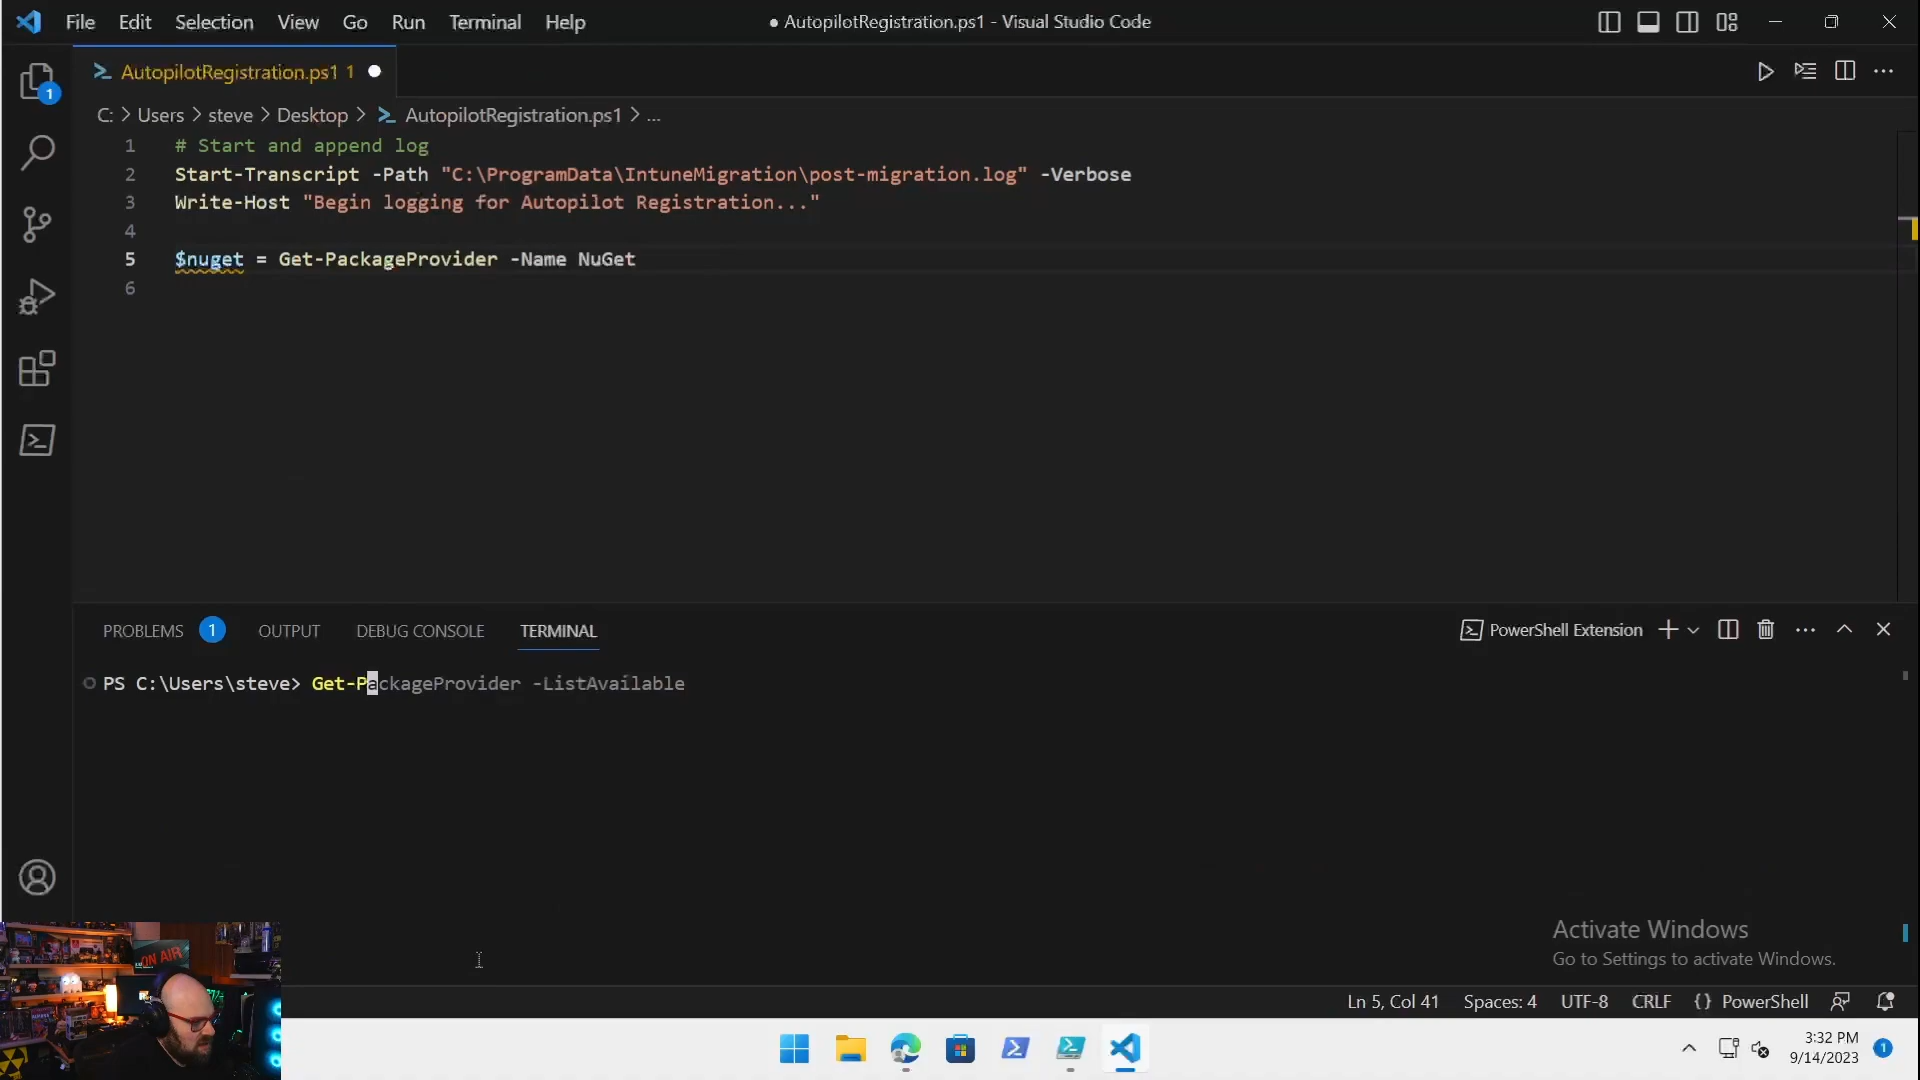 File Edit Selection View Go Run Terminal Help
● AutopilotRegistration.ps1 - Visual Studio Code
AutopilotRegistration.ps1 1
C: > Users > steve > Desktop > AutopilotRegistration.ps1 > ...
1 # Start and append log
2 Start-Transcript -Path "C:\ProgramData\IntuneMigration\post-migration.log" -Verbose
3 Write-Host "Begin logging for Autopilot Registration..."
4
5 $nuget = Get-PackageProvider -Name NuGet
6
1
PROBLEMS 1 OUTPUT DEBUG CONSOLE TERMINAL
PowerShell Extension
PS C:\Users\steve> Get-PackageProvider -ListAvailable
ON AIR
Activate Windows
Go to Settings to activate Windows.
Ln 5, Col 41 Spaces: 4 UTF-8 CRLF {} PowerShell
3:32 PM
9/14/2023
1